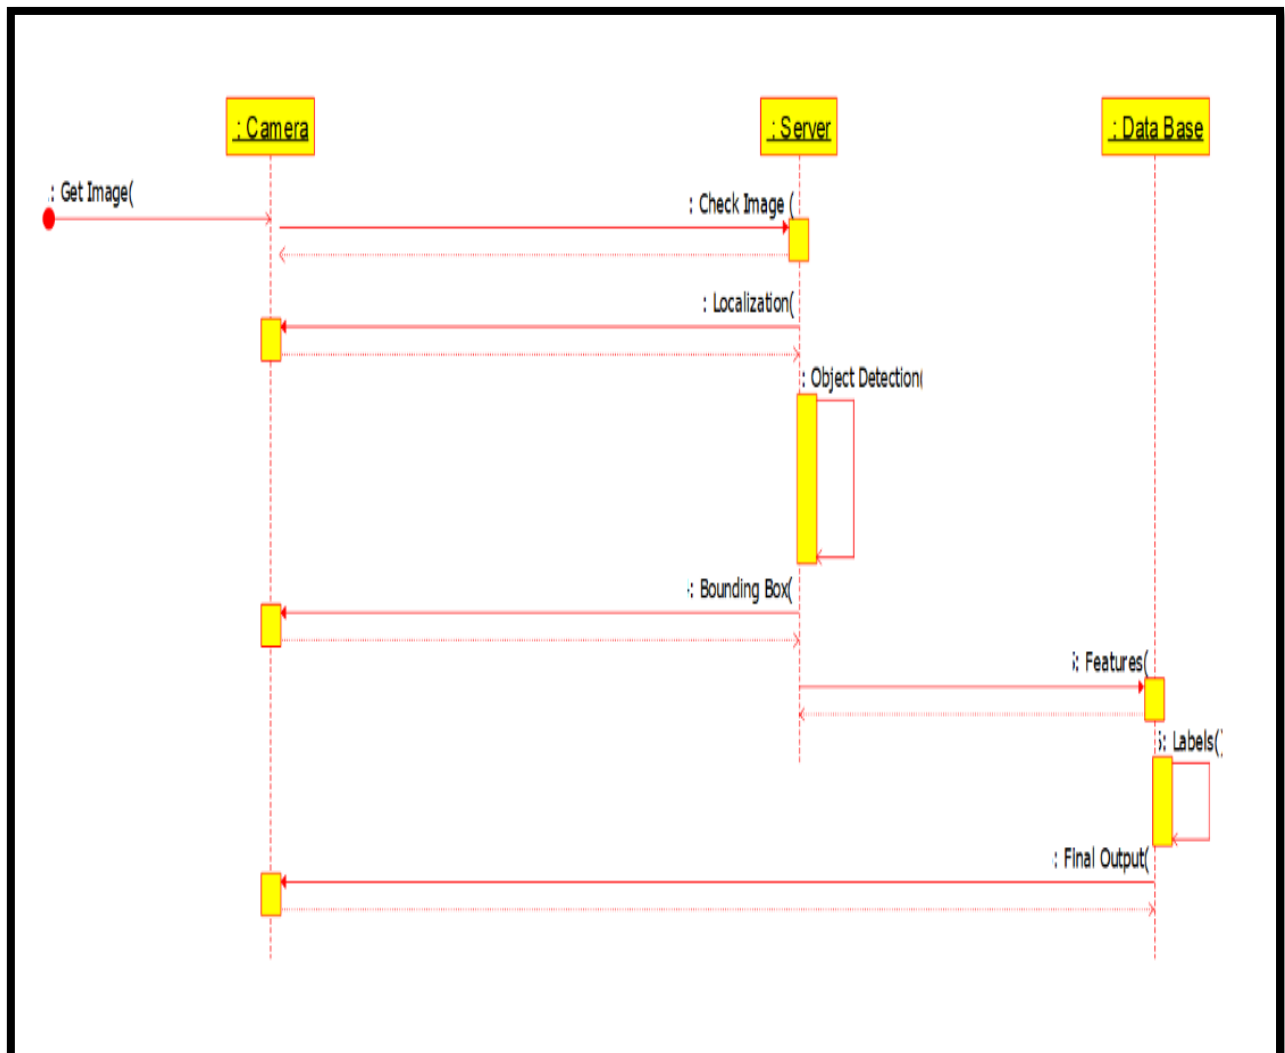 : Camera
: Server
: Data Base
: Get Image(
: Check Image (
: Localization(
: Object Detection(
: Bounding Box(
: Features(
: Labels()
: Final Output(